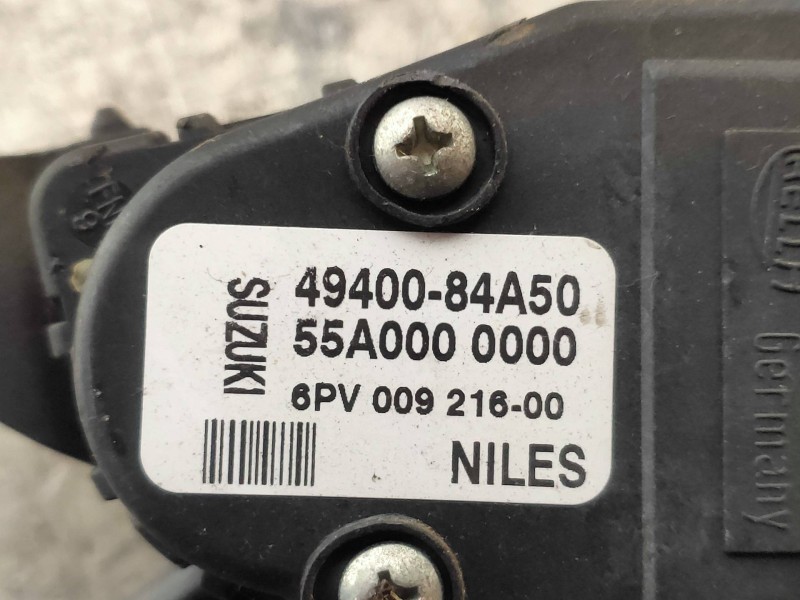 49400-84A50
SUZUKI
55A000 0000
6PV 009 216-00
NILES
HELLA
Germany